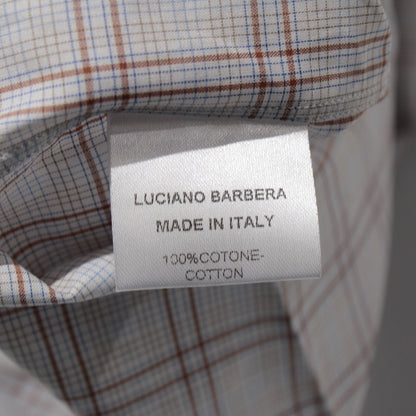 LUCIANO BARBERA
MADE IN ITALY
100%COTONE-
COTTON